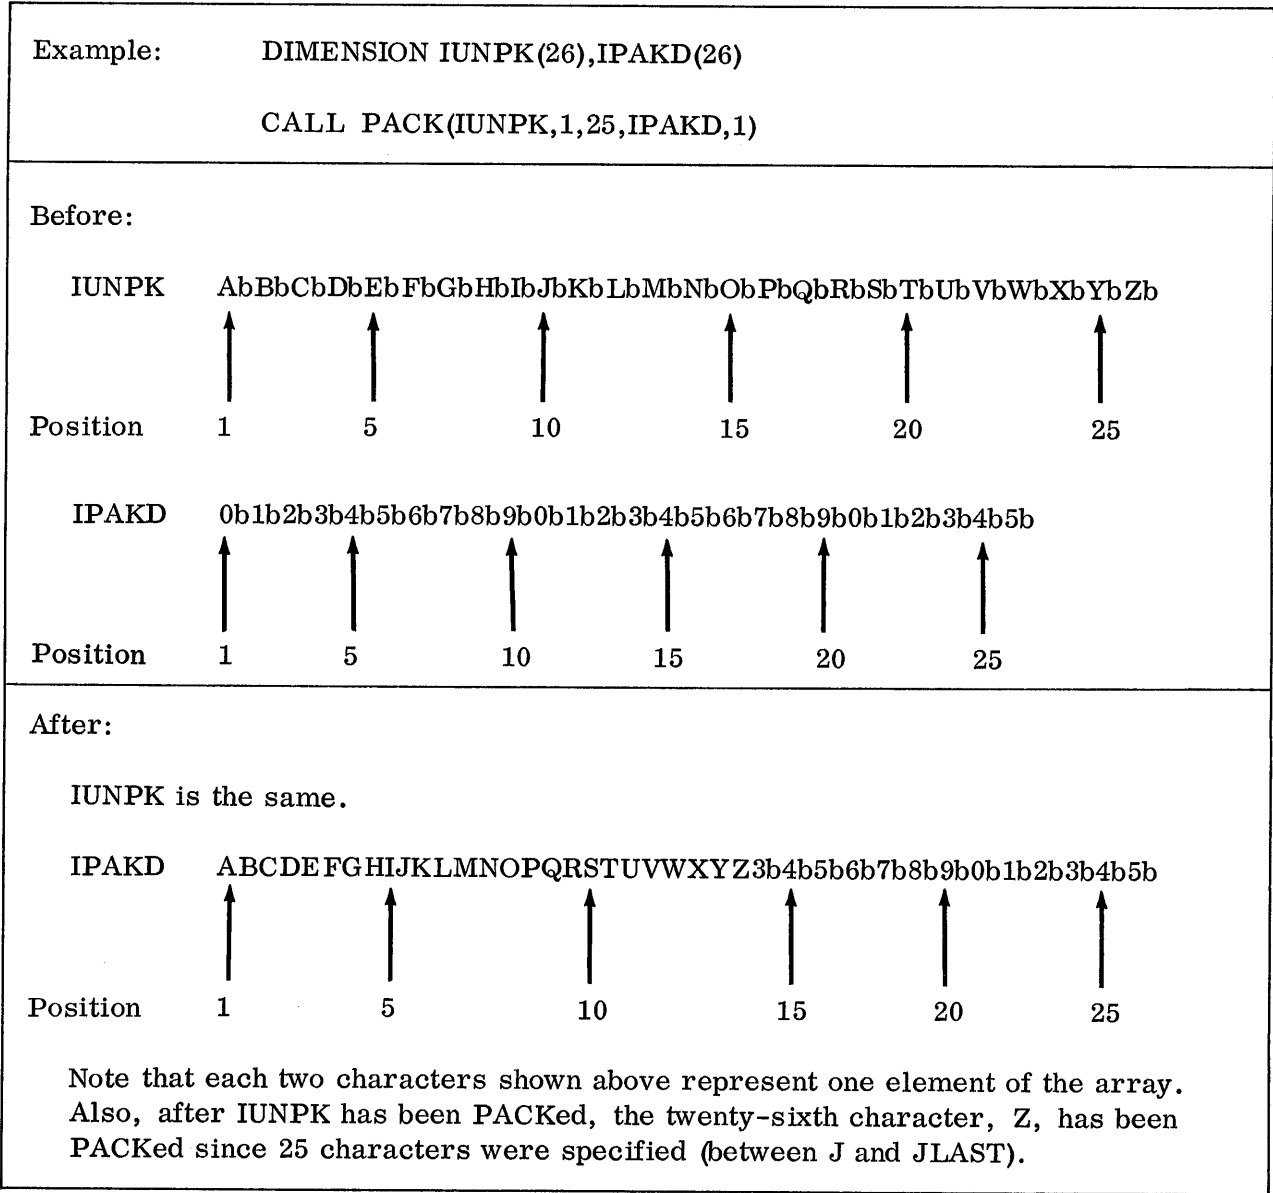 Example: DIMENSION IUNPK(26),IPAKD(26)
CALL PACK(IUNPK,1,25,IPAKD,1)
Before:
IUNPK AbBbCbDbEbFbGbHbIbJbKbLbMbNbObPbQbRbSbTbUbVbWbXbYbZb
Position 1 5 10 15 20 25
IPAKD 0b1b2b3b4b5b6b7b8b9b0b1b2b3b4b5b6b7b8b9b0b1b2b3b4b5b
Position 1 5 10 15 20 25
After:
IUNPK is the same.
IPAKD ABCDEFGHIJKLMNOPQRSTUVWXYZ3b4b5b6b7b8b9b0b1b2b3b4b5b
Position 1 5 10 15 20 25
Note that each two characters shown above represent one element of the array.
Also, after IUNPK has been PACKed, the twenty-sixth character, Z, has been
PACKed since 25 characters were specified (between J and JLAST).